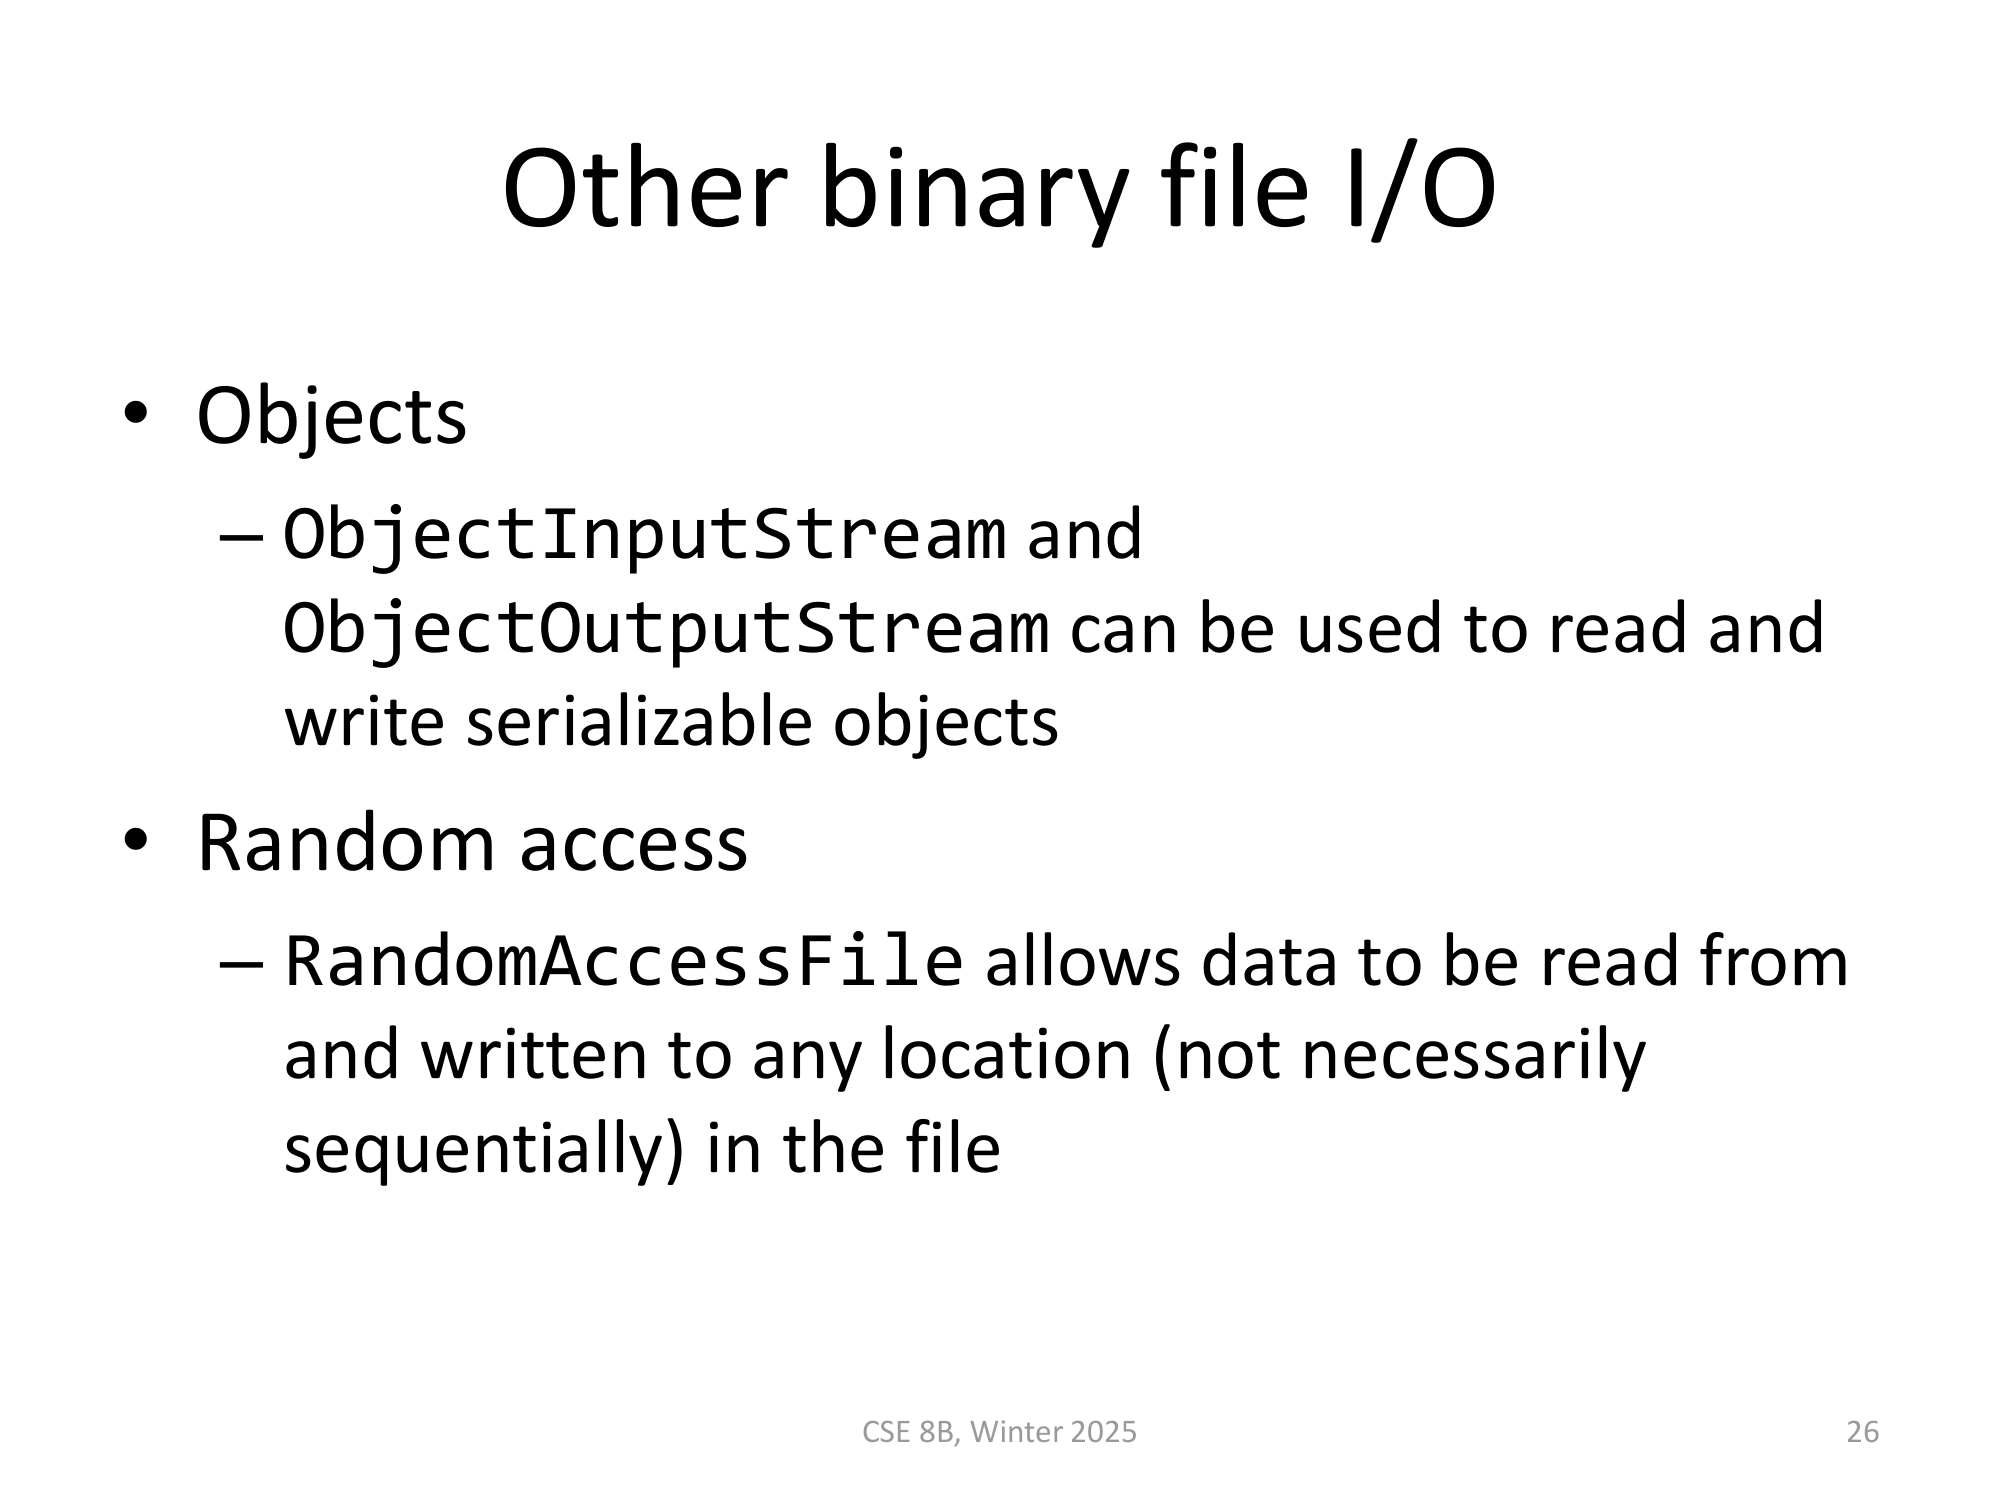 Other binary file I/O
• Objects
– ObjectInputStream and
ObjectOutputStream can be used to read and
write serializable objects
• Random access
– RandomAccessFile allows data to be read from
and written to any location (not necessarily
sequentially) in the file
CSE 8B, Winter 2025
26